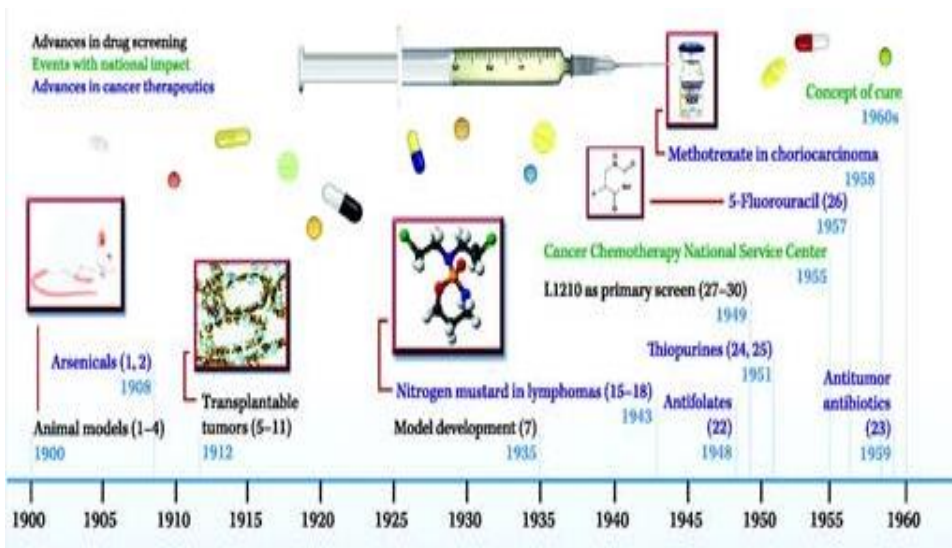 Advances in drug screening
Events with national impact
Advances in cancer therapeutics
Concept of cure
1960s
Methotrexate in choriocarcinoma
1958
5-Fluorouracil (26)
1957
Cancer Chemotherapy National Service Center
1955
L1210 as primary screen (27–30)
1949
Arsenicals (1, 2)
1908
Thiopurines (24, 25)
1951
Nitrogen mustard in lymphomas (15–18)
1943
Antifolates
(22)
1948
Antitumor
antibiotics
(23)
1959
Animal models (1–4)
1900
Transplantable
tumors (5–11)
1912
Model development (7)
1935
1900 1905 1910 1915 1920 1925 1930 1935 1940 1945 1950 1955 1960